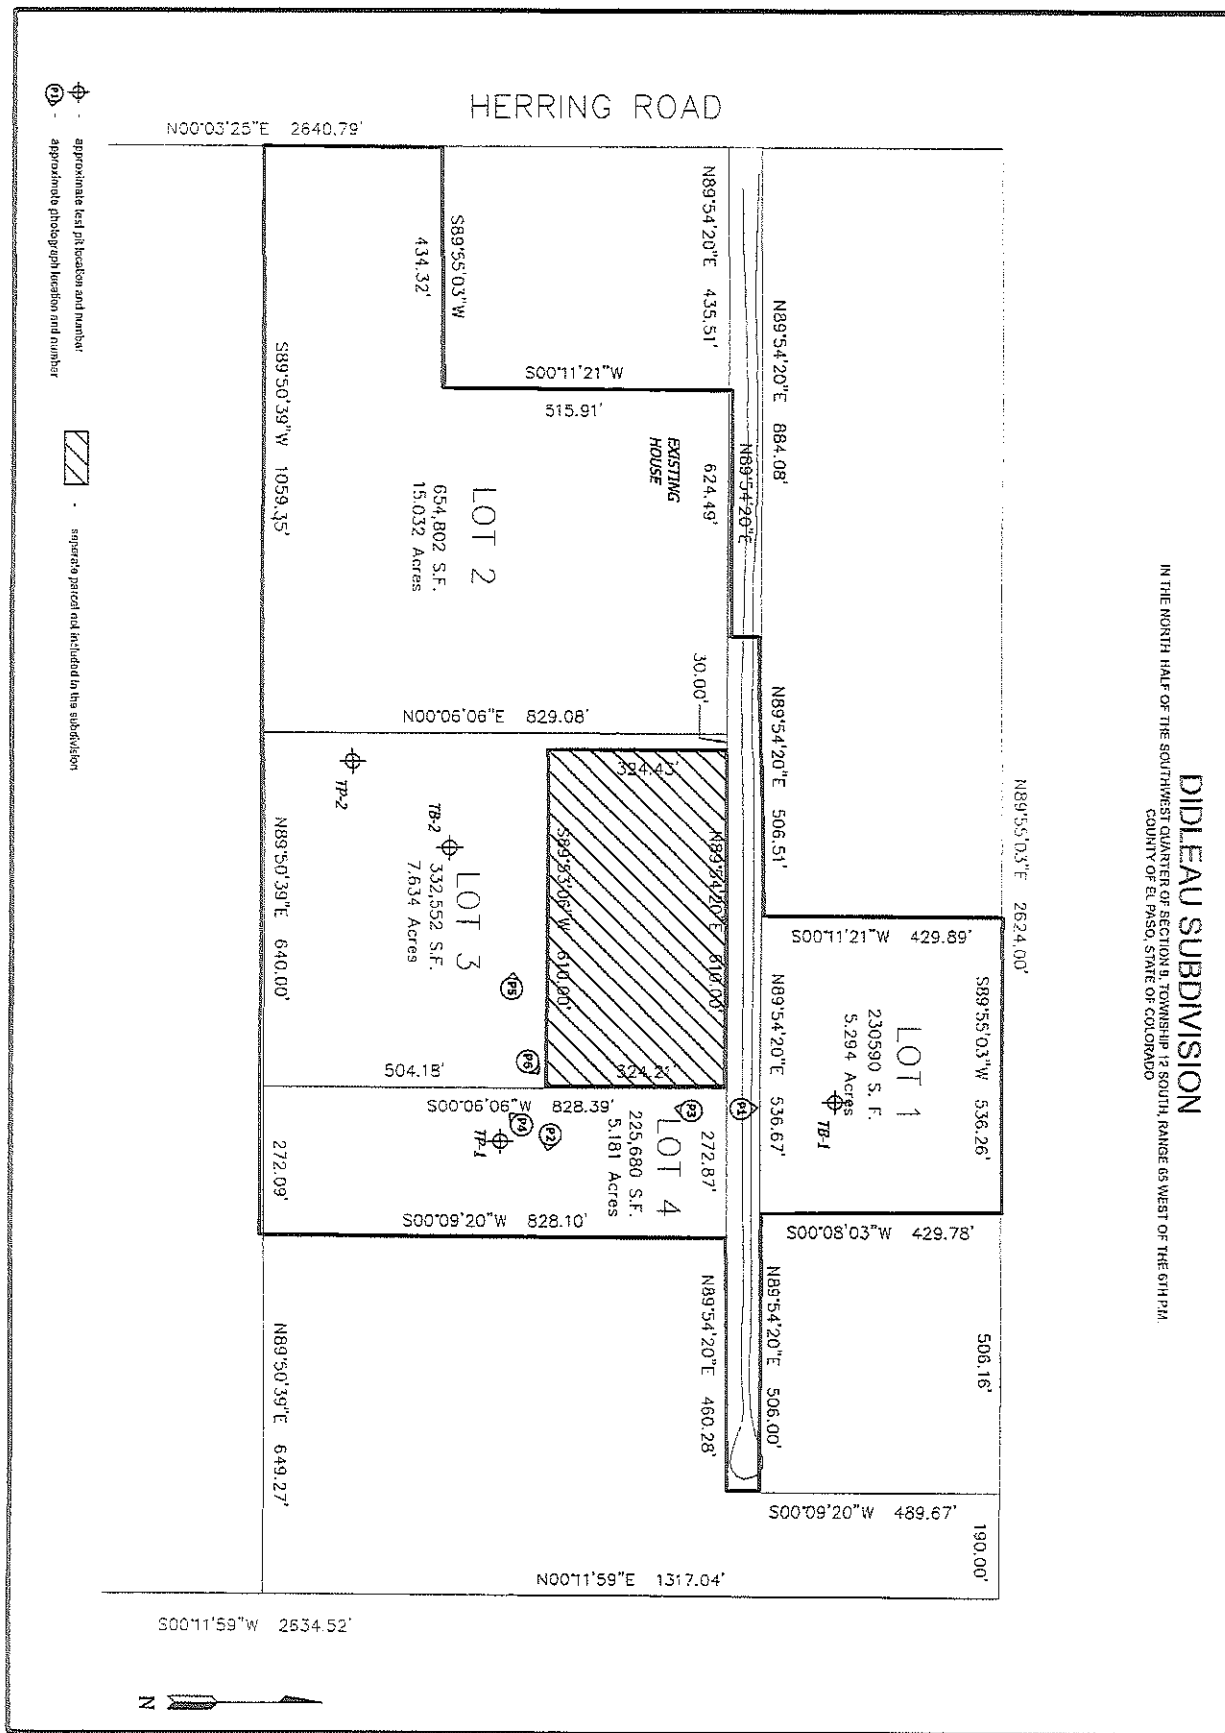 DIDLEAU SUBDIVISION
IN THE NORTH HALF OF THE SOUTHWEST QUARTER OF SECTION 9, TOWNSHIP 12 SOUTH, RANGE 65 WEST OF THE 6TH P.M.
COUNTY OF EL PASO, STATE OF COLORADO
HERRING ROAD
N00°03'25"E 2640.79'
N89°55'03"E 2624.00'
N89°54'20"E 884.08'
N89°54'20"E 435.51'
S89°55'03"W
434.32'
S00°11'21"W
515.91'
EXISTING
HOUSE
624.49'
N89°54'20"E
LOT 2
654,802 S.F.
15.032 Acres
S89°50'39"W 1059.35'
N00°06'06"E 829.08'
30.00'
N89°54'20"E 506.51'
S00°11'21"W 429.89'
S89°55'03"W 536.26'
LOT 1
230590 S. F.
5.294 Acres
TB-1
N89°54'20"E 536.67'
S00°08'03"W 429.78'
324.43'
N89°54'20"E 610.00'
S89°53'06"W 610.00'
324.21'
TP-2
TB-2
LOT 3
332,552 S.F.
7.634 Acres
N89°50'39"E 640.00'
504.18'
P5
P6
P1
P3
P2
P4
TP-1
S00°06'06"W 828.39'
LOT 4
225,680 S.F.
5.181 Acres
272.87'
272.09'
S00°09'20"W 828.10'
N89°54'20"E 460.28'
N89°54'20"E 506.00'
506.16'
190.00'
S00°09'20"W 489.67'
N89°50'39"E 649.27'
N00°11'59"E 1317.04'
S00°11'59"W 2634.52'
- approximate test pit location and number
P1 - approximate photograph location and number
- separate parcel not included in the subdivision
N